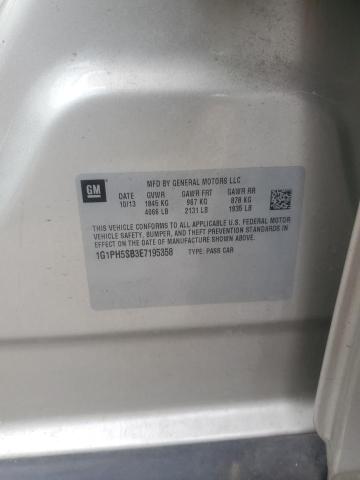 GM
MFD BY GENERAL MOTORS LLC
DATE GVWR GAWR FRT GAWR RR
10/13 1845 KG 967 KG 878 KG
4066 LB 2131 LB 1935 LB
THIS VEHICLE CONFORMS TO ALL APPLICABLE U.S. FEDERAL MOTOR
VEHICLE SAFETY, BUMPER, AND THEFT PREVENTION STANDARDS
IN EFFECT ON THE DATE OF MANUFACTURE SHOWN ABOVE.
1G1PH5SB3E7195358 TYPE: PASS CAR